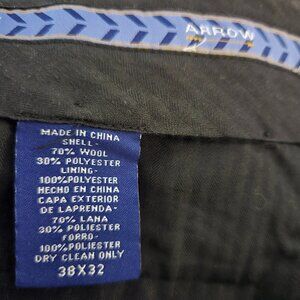 ARROW
MADE IN CHINA
SHELL-
70% WOOL
30% POLYESTER
LINING-
100%POLYESTER
HECHO EN CHINA
CAPA EXTERIOR
DE LAPRENDA-
70% LANA
30% POLIESTER
FORRO-
100%POLIESTER
DRY CLEAN ONLY
38X32